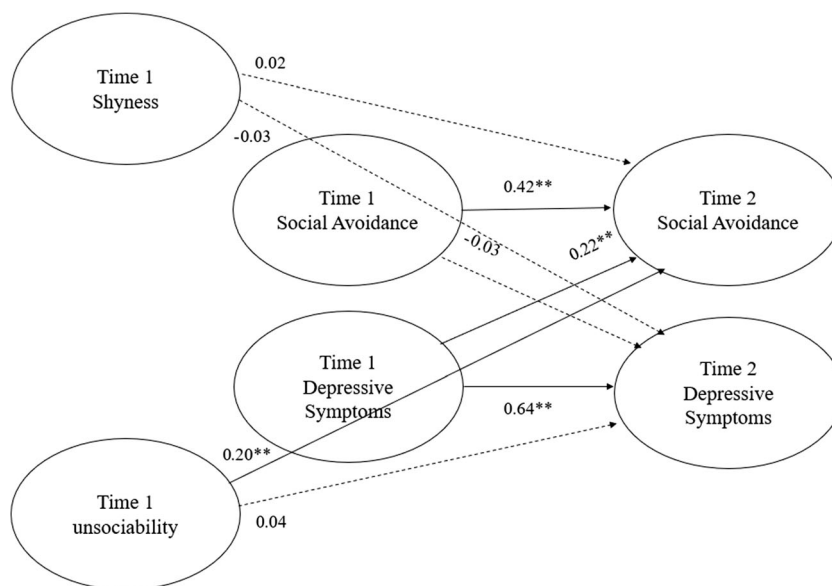 Time 1
Shyness
0.02
-0.03
Time 1
Social Avoidance
0.42**
Time 2
Social Avoidance
-0.03
0.22**
Time 1
Depressive
Symptoms
0.64**
Time 2
Depressive
Symptoms
0.20**
Time 1
unsociability
0.04